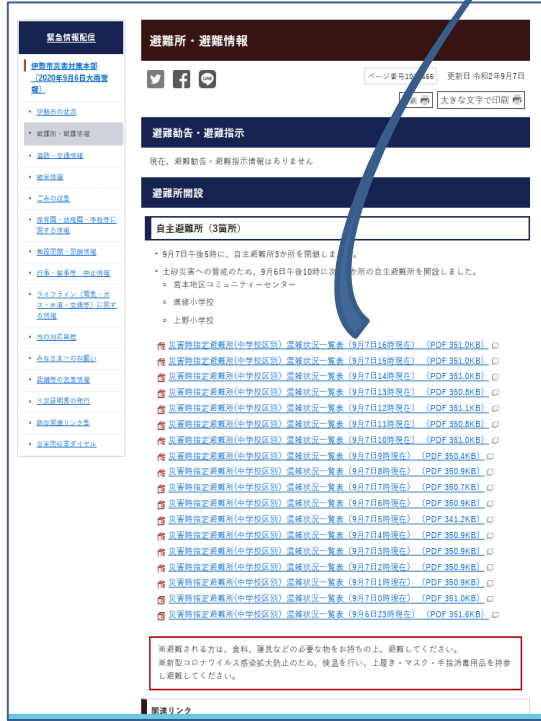 緊急情報配信
伊勢市災害対策本部
（2020年9月6日大雨警
報）
伊勢市の状況
避難所・避難情報
道路・交通情報
被害情報
ごみの収集
保育園・幼稚園・学校等に
関する情報
施設閉館・閉鎖情報
行事・催事等 中止情報
ライフライン（電気・ガ
ス・水道・交通等）に関す
る情報
市の対応目標
みなさまへのお願い
店舗等の営業情報
り災証明書の発行
防災関連リンク集
災害用伝言ダイヤル
避難所・避難情報
ページ番号10 466 更新日 令和2年9月7日
印刷 大きな文字で印刷
避難勧告・避難指示
現在、避難勧告・避難指示情報はありません
避難所開設
自主避難所（3箇所）
・9月7日午後5時に、自主避難所3か所を閉鎖しま 。
・土砂災害への警戒のため、9月6日午後10時に次 か所の自主避難所を開設しました。
宮本地区コミュニティーセンター
進修小学校
上野小学校
災害時指定避難所(中学校区別）混雑状況一覧表（9月7日16時現在） （PDF 351.0KB）
災害時指定避難所(中学校区別）混雑状況一覧表（9月7日15時現在） （PDF 351.0KB）
災害時指定避難所(中学校区別）混雑状況一覧表（9月7日14時現在） （PDF 351.0KB）
災害時指定避難所(中学校区別）混雑状況一覧表（9月7日13時現在） （PDF 350.8KB）
災害時指定避難所(中学校区別）混雑状況一覧表（9月7日12時現在） （PDF 351.1KB）
災害時指定避難所(中学校区別）混雑状況一覧表（9月7日11時現在） （PDF 350.8KB）
災害時指定避難所(中学校区別）混雑状況一覧表（9月7日10時現在） （PDF 351.0KB）
災害時指定避難所(中学校区別）混雑状況一覧表（9月7日9時現在） （PDF 350.4KB）
災害時指定避難所(中学校区別）混雑状況一覧表（9月7日8時現在） （PDF 350.9KB）
災害時指定避難所(中学校区別）混雑状況一覧表（9月7日7時現在） （PDF 350.7KB）
災害時指定避難所(中学校区別）混雑状況一覧表（9月7日6時現在） （PDF 350.9KB）
災害時指定避難所(中学校区別）混雑状況一覧表（9月7日5時現在） （PDF 341.2KB）
災害時指定避難所(中学校区別）混雑状況一覧表（9月7日4時現在） （PDF 350.9KB）
災害時指定避難所(中学校区別）混雑状況一覧表（9月7日3時現在） （PDF 350.9KB）
災害時指定避難所(中学校区別）混雑状況一覧表（9月7日2時現在） （PDF 350.9KB）
災害時指定避難所(中学校区別）混雑状況一覧表（9月7日1時現在） （PDF 350.9KB）
災害時指定避難所(中学校区別）混雑状況一覧表（9月7日0時現在） （PDF 351.0KB）
災害時指定避難所(中学校区別）混雑状況一覧表（9月6日23時現在） （PDF 351.6KB）
※避難される方は、食料、寝具などの必要な物をお持ちの上、避難してください。
※新型コロナウイルス感染拡大防止のため、検温を行い、上履き・マスク・手指消毒用品を持参
し避難してください。
関連リンク